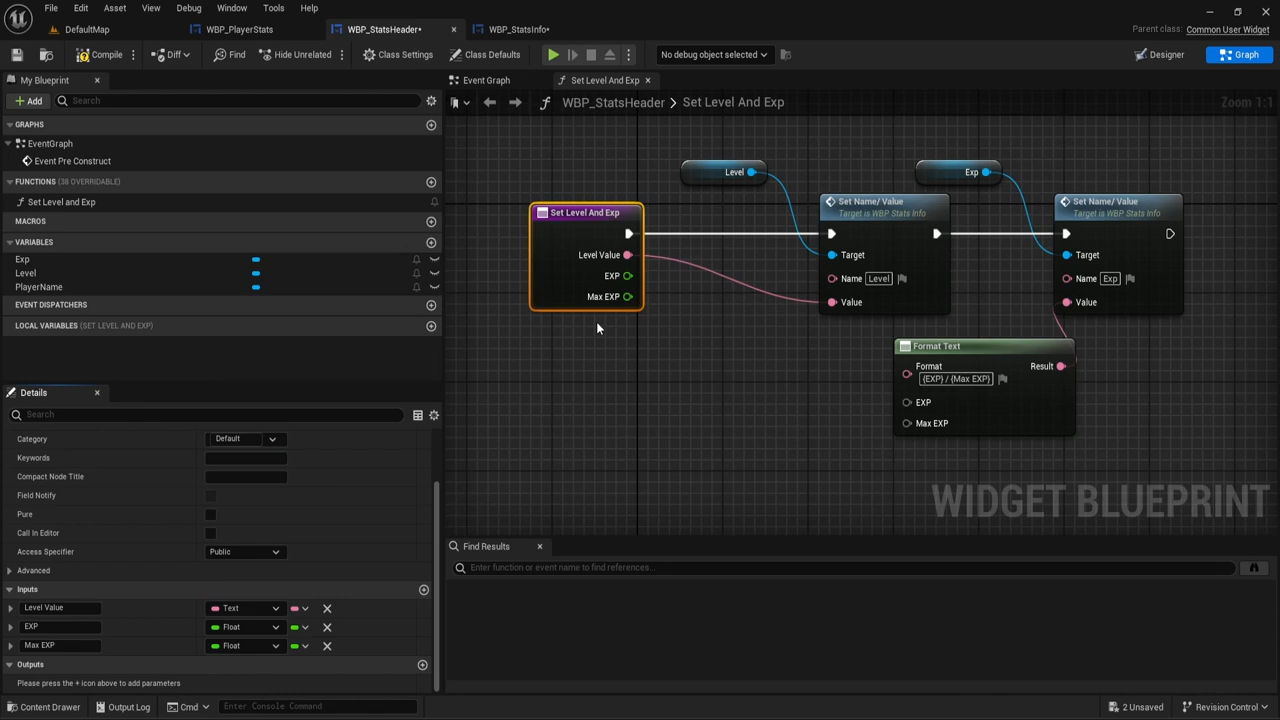 File Edit Asset View Debug Window Tools Help
DefaultMap WBP_PlayerStats WBP_StatsHeader• WBP_StatsInfo•
Parent class: Common User Widget
Compile Diff Find Hide Unrelated Class Settings Class Defaults No debug object selected Designer Graph
My Blueprint
Add Search
GRAPHS
EventGraph
Event Pre Construct
FUNCTIONS (38 OVERRIDABLE)
Set Level and Exp
MACROS
VARIABLES
Exp
Level
PlayerName
EVENT DISPATCHERS
LOCAL VARIABLES (SET LEVEL AND EXP)
Details
Search
Category Default
Keywords
Compact Node Title
Field Notify
Pure
Call In Editor
Access Specifier Public
Advanced
Inputs
Level Value Text
EXP Float
Max EXP Float
Outputs
Please press the + icon above to add parameters
Event Graph Set Level And Exp
WBP_StatsHeader Set Level And Exp Zoom 1:1
Level
Exp
Set Level And Exp
Level Value
EXP
Max EXP
Set Name/ Value
Target is WBP Stats Info
Target
Name Level
Value
Set Name/ Value
Target is WBP Stats Info
Target
Name Exp
Value
Format Text
Format Result
{EXP} / {Max EXP}
EXP
Max EXP
WIDGET BLUEPRINT
Find Results
Enter function or event name to find references...
Content Drawer Output Log Cmd Enter Console Command 2 Unsaved Revision Control